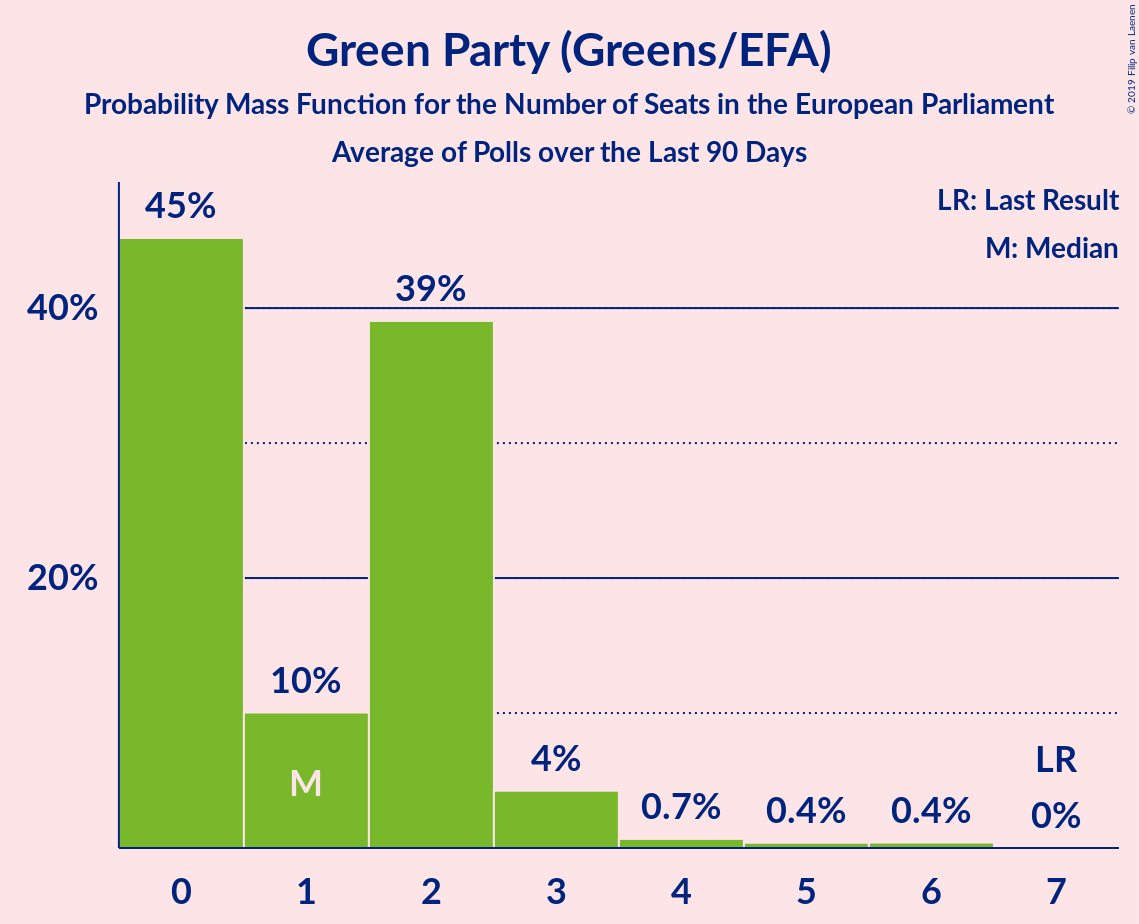 Green Party (Greens/EFA)
Probability Mass Function for the Number of Seats in the European Parliament
Average of Polls over the Last 90 Days
© 2019 Filip van Laenen
LR: Last Result
M: Median
45%
39%
40%
20%
10%
M
4%
0.7%
0.4%
0.4%
LR
0%
0 1 2 3 4 5 6 7